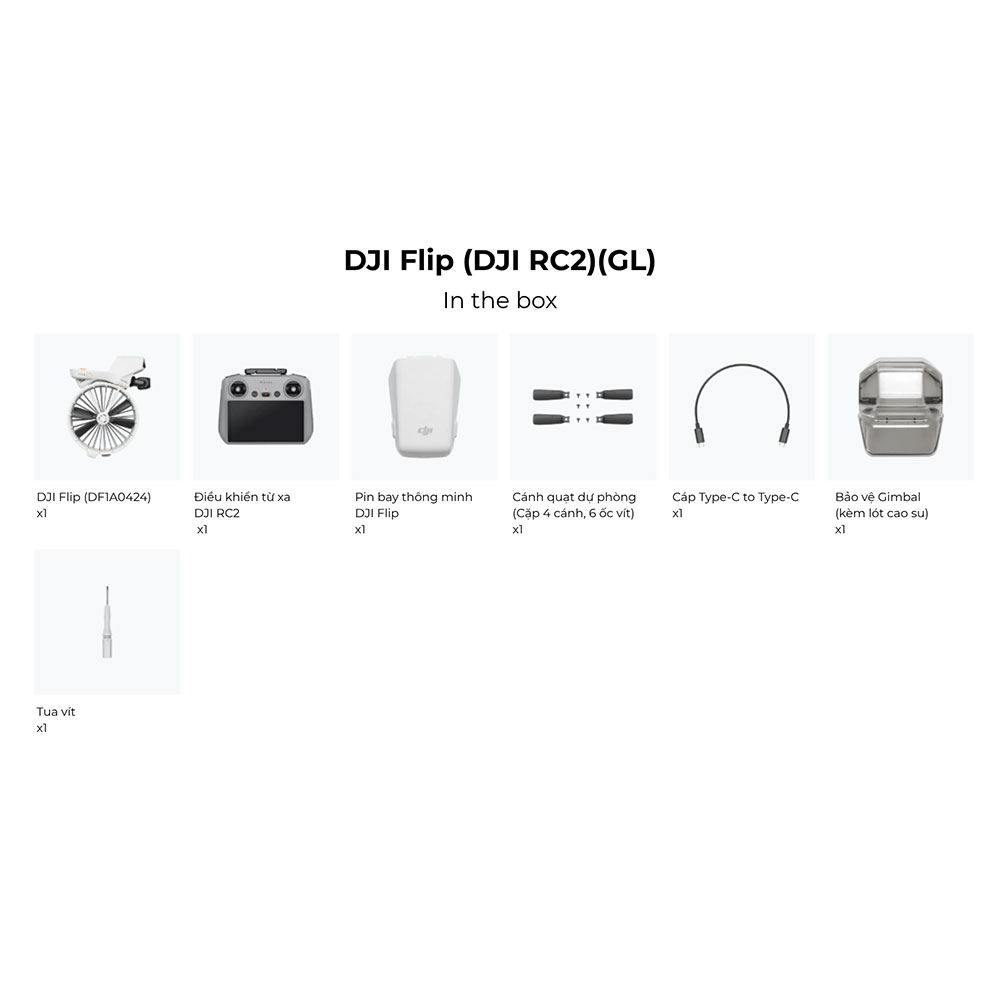 DJI Flip (DJI RC2)(GL)
In the box
DJI Flip (DF1A0424)
x1
Điều khiển từ xa
DJI RC2
x1
Pin bay thông minh
DJI Flip
x1
Cánh quạt dự phòng
(Cặp 4 cánh, 6 ốc vít)
x1
Cáp Type-C to Type-C
x1
Bảo vệ Gimbal
(kèm lót cao su)
x1
Tua vít
x1